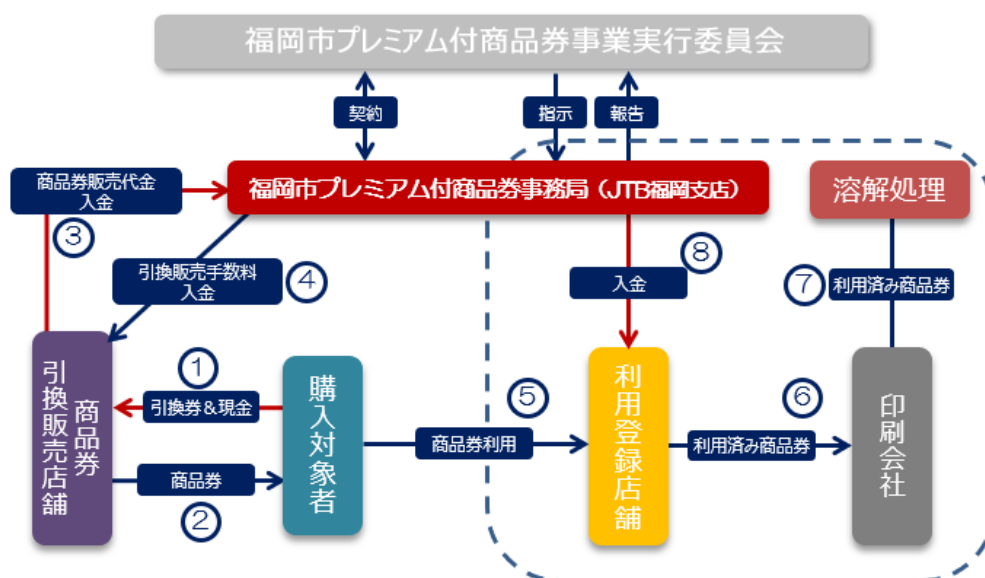 福岡市プレミアム付商品券事業実行委員会
契約
指示
報告
商品券販売代金
入金
福岡市プレミアム付商品券事務局（JTB福岡支店）
溶解処理
③
引換販売手数料
入金
④
⑧
入金
⑦
利用済み商品券
商品券
引換販売店舗
①
引換券＆現金
購入対象者
⑤
商品券利用
利用登録店舗
⑥
利用済み商品券
印刷会社
商品券
②